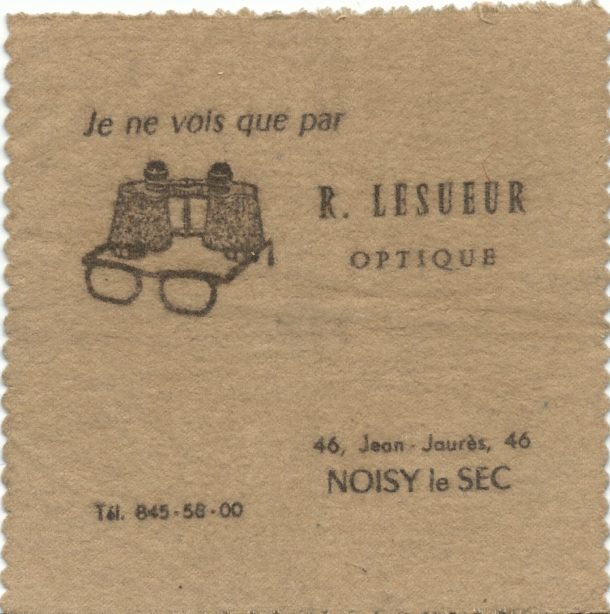 Je ne vois que par
R. LESUEUR
OPTIQUE
46, Jean-Jaurès, 46
NOISY le SEC
Tél. 845-58-00